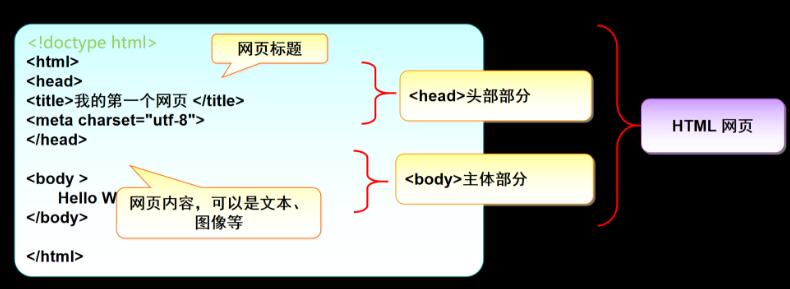 <!doctype html>
<html>
<head>
<title>我的第一个网页 </title>
<meta charset="utf-8">
</head>
<body >
Hello W
</body>
</html>
网页标题
网页内容，可以是文本、
图像等
<head>头部部分
<body>主体部分
HTML 网页